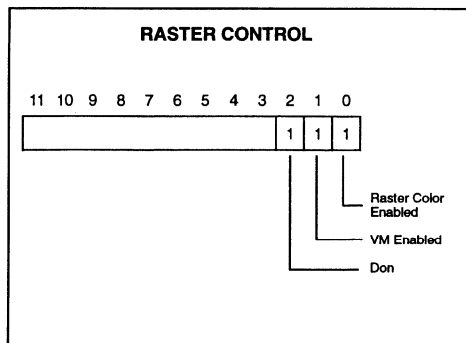 RASTER CONTROL
11 10 9 8 7 6 5 4 3 2 1 0
1 1 1
Raster Color
Enabled
VM Enabled
Don